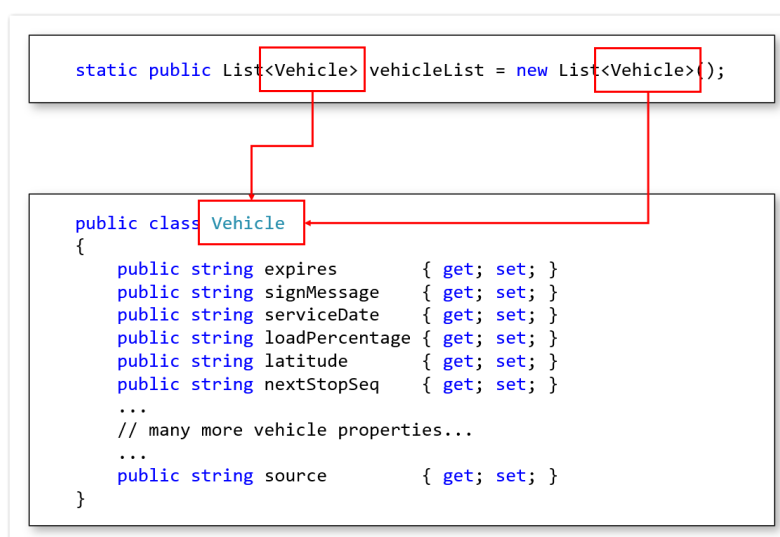 static public List<Vehicle> vehicleList = new List<Vehicle>();
public class Vehicle
{
    public string expires        { get; set; }
    public string signMessage    { get; set; }
    public string serviceDate    { get; set; }
    public string loadPercentage { get; set; }
    public string latitude       { get; set; }
    public string nextStopSeq    { get; set; }
    ...
    // many more vehicle properties...
    ...
    public string source         { get; set; }
}